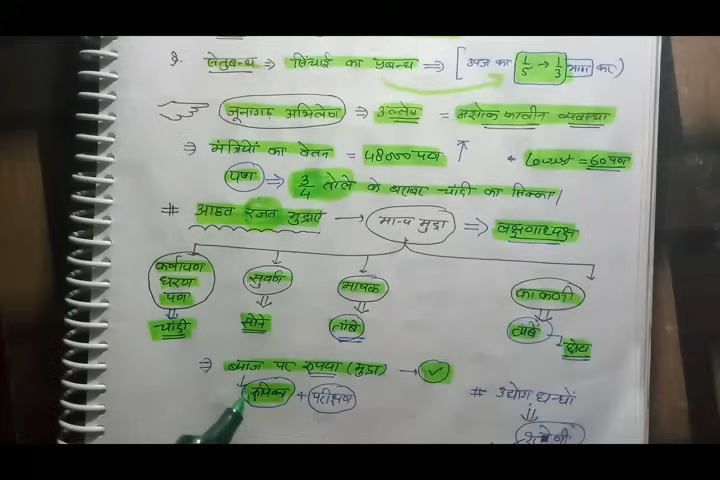 8. सेतुबन्ध ⇒ सिंचाई का प्रबन्ध ⇒ [उपज का 1/5 → 1/3 भाग कर)
जूनागढ़ अभिलेख ⇒ उल्लेख = अशोक कालीन व्यवस्था
⇒ मंत्रियों का वेतन = 48000 पण ↑ * Lowest = 60 पण
पण ⇒ 3/4 तोले के बराबर चांदी का सिक्का।
# आहत रजत मुद्राएं → मान्य मुद्रा ⇒ लक्षणाध्यक्ष
कर्षापण धरण पण ⇒ चाँदी
सुवर्ण ⇒ सोने
माषक ⇒ तांबे
काकणी ⇒ तांबे → छोटा
⇒ ब्याज पर रुपया (मुद्रा) → ✓
रूपिका + परीक्षण
# उद्योग धन्धों
⇓
श्रेणी